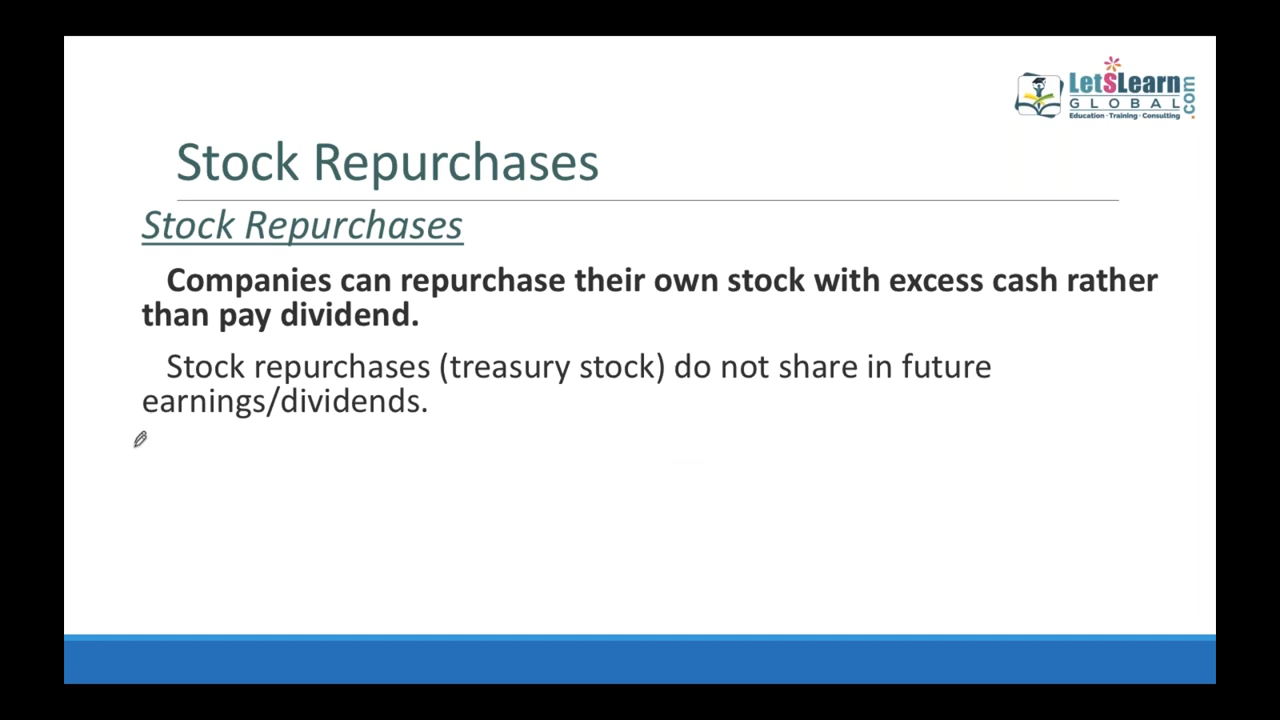 LetSLearn
GLOBAL
.com
Education · Training · Consulting
Stock Repurchases
Stock Repurchases
Companies can repurchase their own stock with excess cash rather
than pay dividend.
Stock repurchases (treasury stock) do not share in future
earnings/dividends.